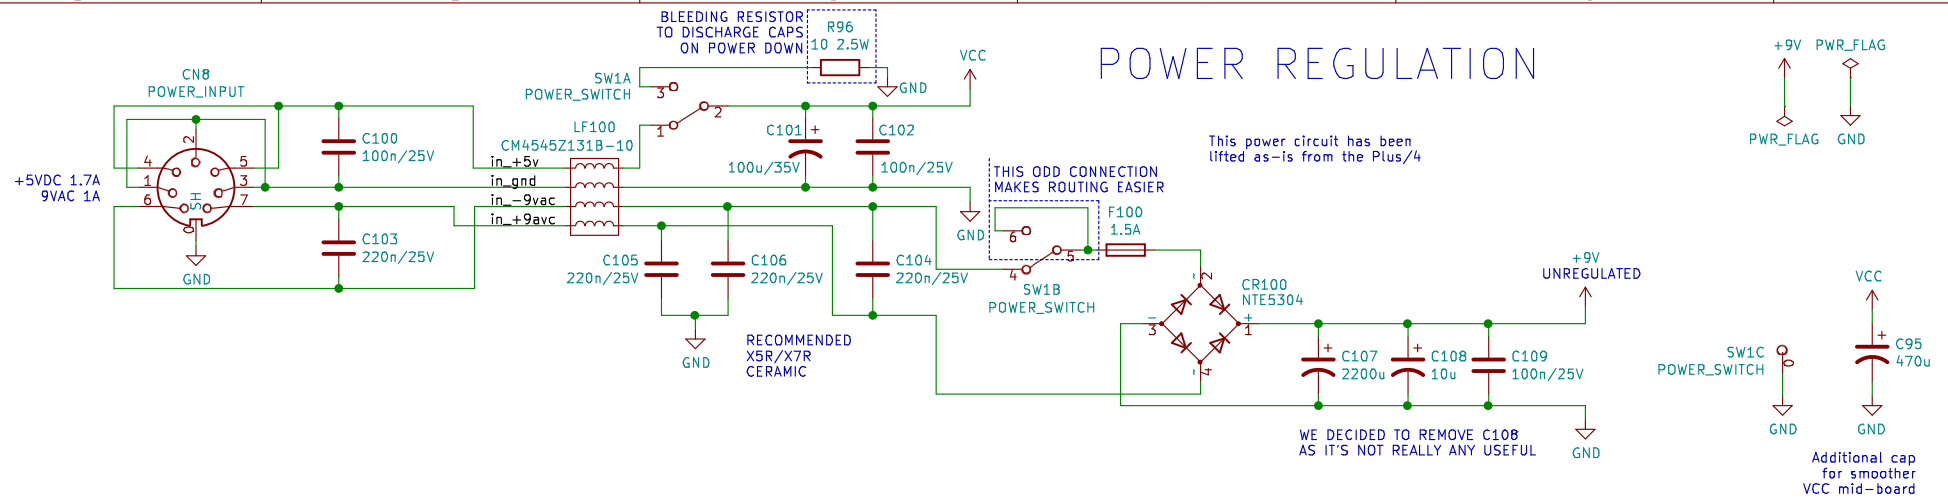 BLEEDING RESISTOR
TO DISCHARGE CAPS
ON POWER DOWN
R96
10 2.5W
POWER REGULATION
+9V
PWR_FLAG
PWR_FLAG
GND
VCC
GND
CN8
POWER_INPUT
SW1A
POWER_SWITCH
3
2
1
LF100
CM4545Z131B-10
C100
100n/25V
C101
100u/35V
+
C102
100n/25V
This power circuit has been
lifted as-is from the Plus/4
+5VDC 1.7A
9VAC 1A
2
4
5
1
3
6
7
SH
0
GND
in_+5v
in_gnd
in_-9vac
in_+9avc
C103
220n/25V
C105
220n/25V
C106
220n/25V
C104
220n/25V
GND
RECOMMENDED
X5R/X7R
CERAMIC
GND
THIS ODD CONNECTION
MAKES ROUTING EASIER
6
5
4
SW1B
POWER_SWITCH
F100
1.5A
CR100
NTE5304
~
2
-
3
+
1
~
4
+9V
UNREGULATED
+
C107
2200u
+
C108
10u
C109
100n/25V
GND
WE DECIDED TO REMOVE C108
AS IT'S NOT REALLY ANY USEFUL
SW1C
POWER_SWITCH
0
GND
VCC
+
C95
470u
GND
Additional cap
for smoother
VCC mid-board